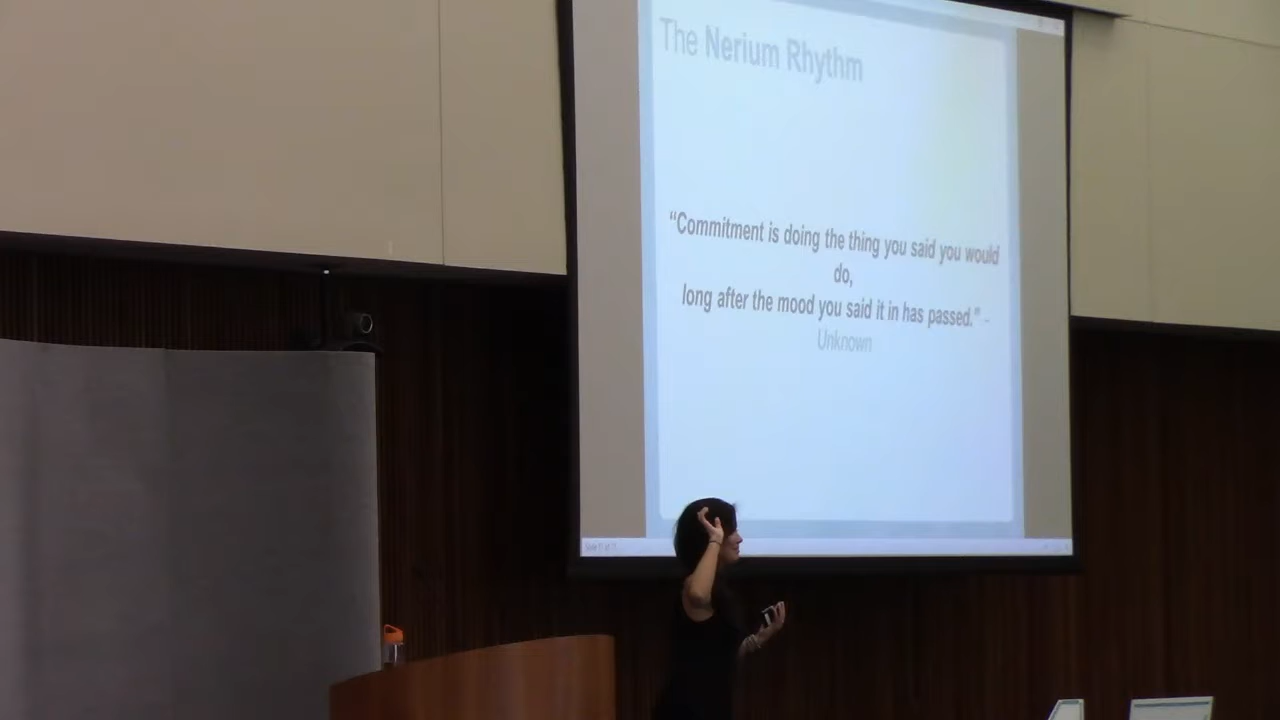 The Nerium Rhythm
“Commitment is doing the thing you said you would
do,
long after the mood you said it in has passed.” -
Unknown